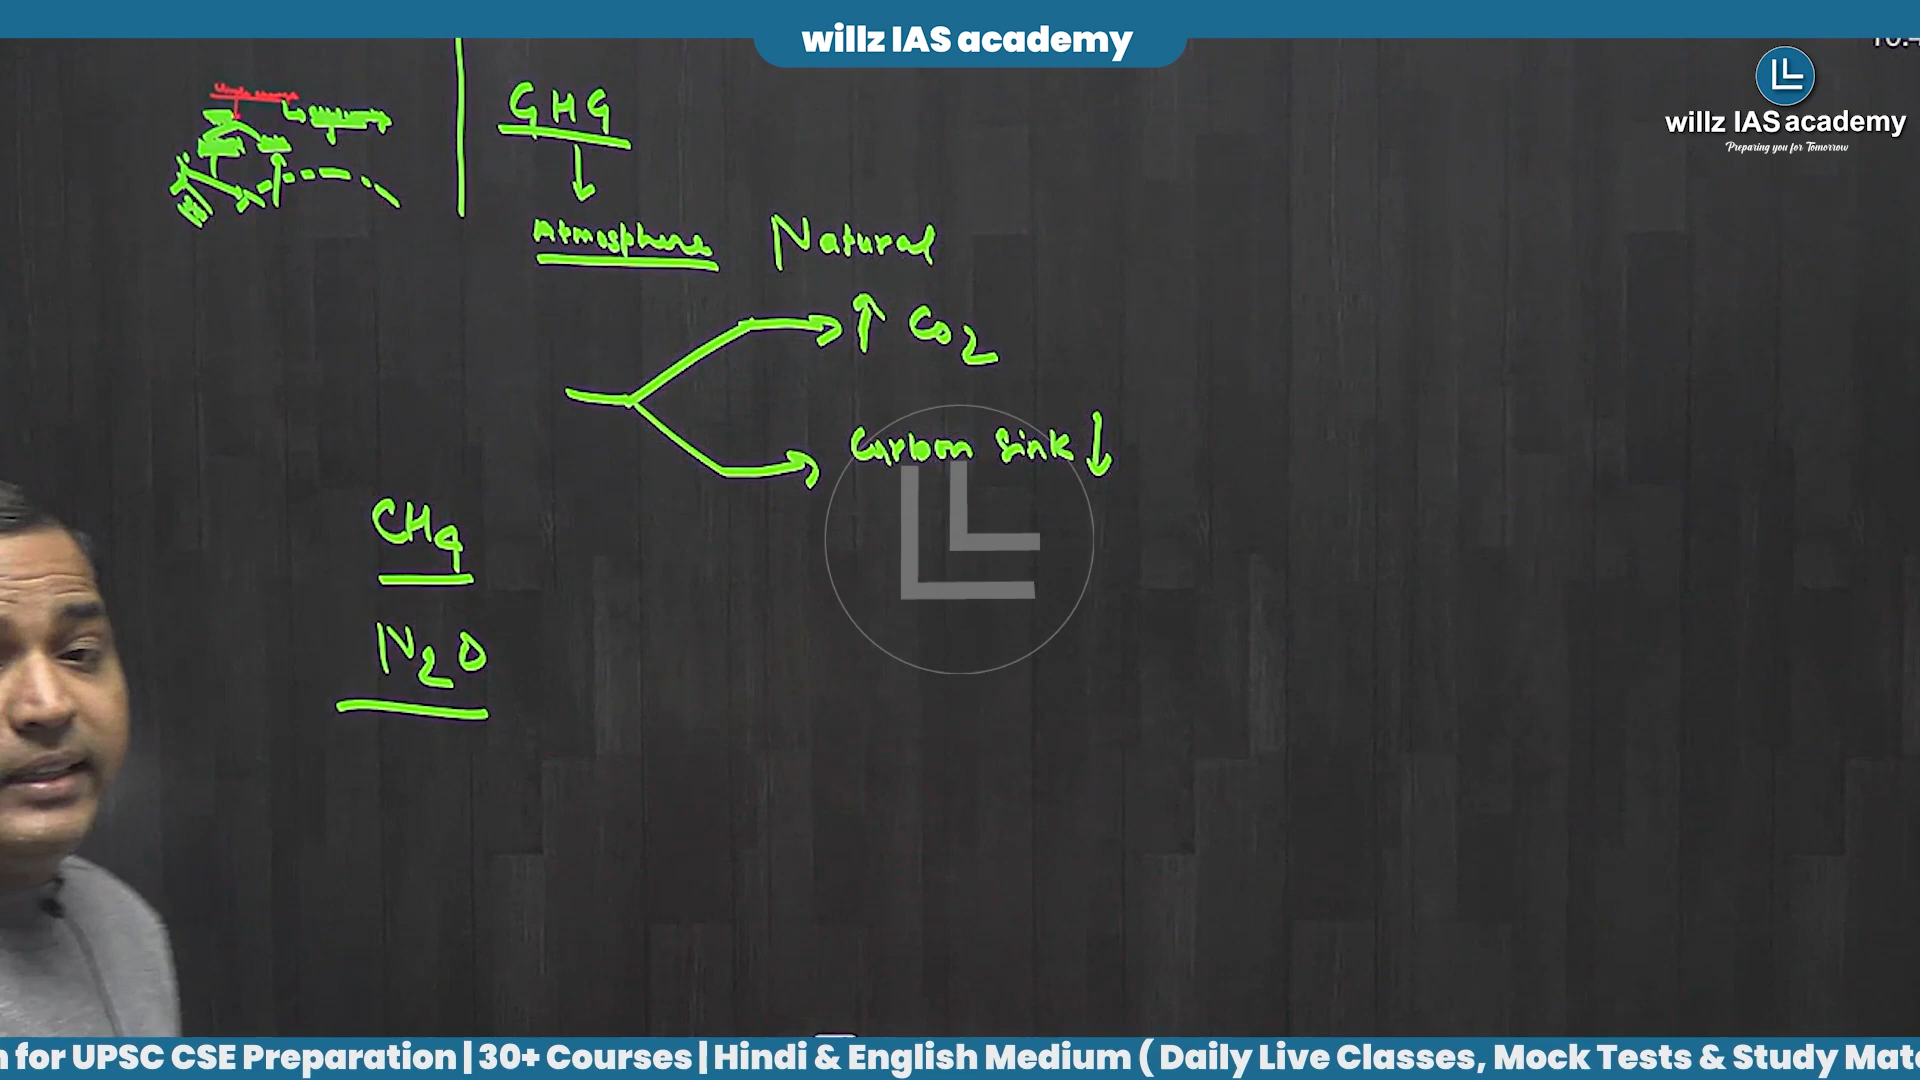 willz IAS academy
willz IAS academy
Preparing you for Tomorrow
GHG
Atmosphere Natural
↑ CO2
Carbon Sink ↓
CH4
N2O
for UPSC CSE Preparation | 30+ Courses | Hindi & English Medium ( Daily Live Classes, Mock Tests & Study